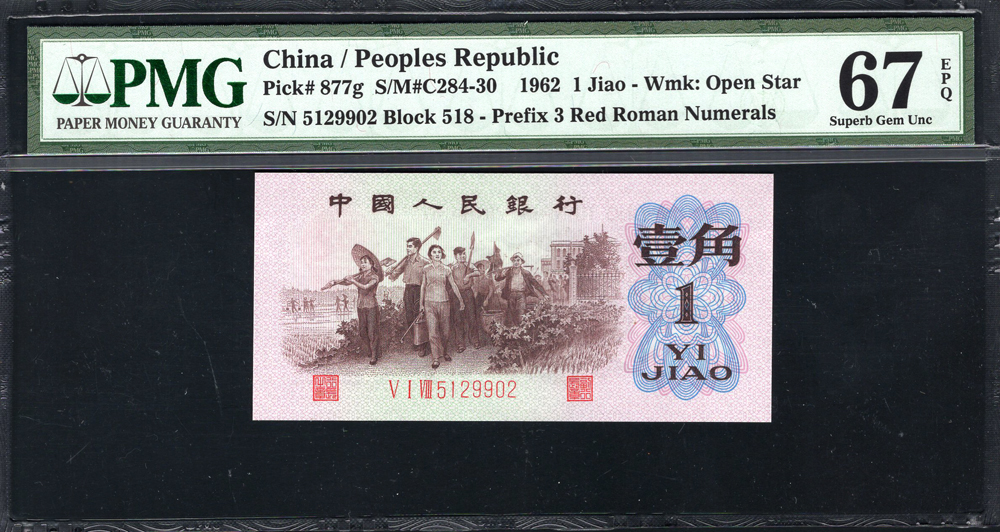 China / Peoples Republic
PMG
PAPER MONEY GUARANTY
Pick# 877g S/M#C284-30 1962 1 Jiao - Wmk: Open Star
S/N 5129902 Block 518 - Prefix 3 Red Roman Numerals
67
EPQ
Superb Gem Unc
中國人民銀行
壹角
1
YI
JIAO
V I VIII 5129902